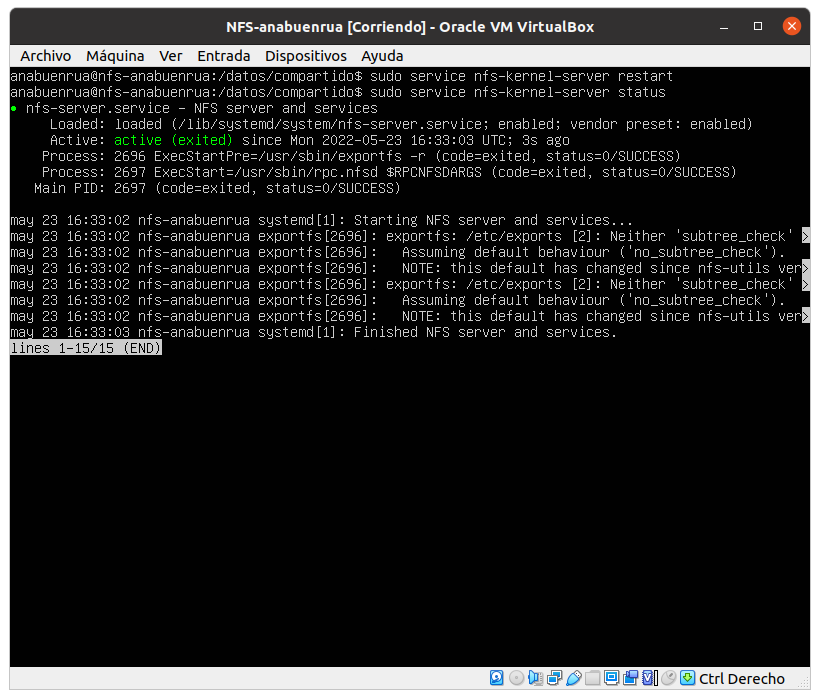 NFS-anabuenrua [Corriendo] - Oracle VM VirtualBox
Archivo Máquina Ver Entrada Dispositivos Ayuda
anabuenrua@nfs-anabuenrua:/datos/compartido$ sudo service nfs-kernel-server restart
anabuenrua@nfs-anabuenrua:/datos/compartido$ sudo service nfs-kernel-server status
● nfs-server.service - NFS server and services
Loaded: loaded (/lib/systemd/system/nfs-server.service; enabled; vendor preset: enabled)
Active: active (exited) since Mon 2022-05-23 16:33:03 UTC; 3s ago
Process: 2696 ExecStartPre=/usr/sbin/exportfs -r (code=exited, status=0/SUCCESS)
Process: 2697 ExecStart=/usr/sbin/rpc.nfsd $RPCNFSDARGS (code=exited, status=0/SUCCESS)
Main PID: 2697 (code=exited, status=0/SUCCESS)
may 23 16:33:02 nfs-anabuenrua systemd[1]: Starting NFS server and services...
may 23 16:33:02 nfs-anabuenrua exportfs[2696]: exportfs: /etc/exports [2]: Neither 'subtree_check' >
may 23 16:33:02 nfs-anabuenrua exportfs[2696]: Assuming default behaviour ('no_subtree_check').
may 23 16:33:02 nfs-anabuenrua exportfs[2696]: NOTE: this default has changed since nfs-utils ver>
may 23 16:33:02 nfs-anabuenrua exportfs[2696]: exportfs: /etc/exports [2]: Neither 'subtree_check' >
may 23 16:33:02 nfs-anabuenrua exportfs[2696]: Assuming default behaviour ('no_subtree_check').
may 23 16:33:02 nfs-anabuenrua exportfs[2696]: NOTE: this default has changed since nfs-utils ver>
may 23 16:33:03 nfs-anabuenrua systemd[1]: Finished NFS server and services.
lines 1-15/15 (END)
Ctrl Derecho